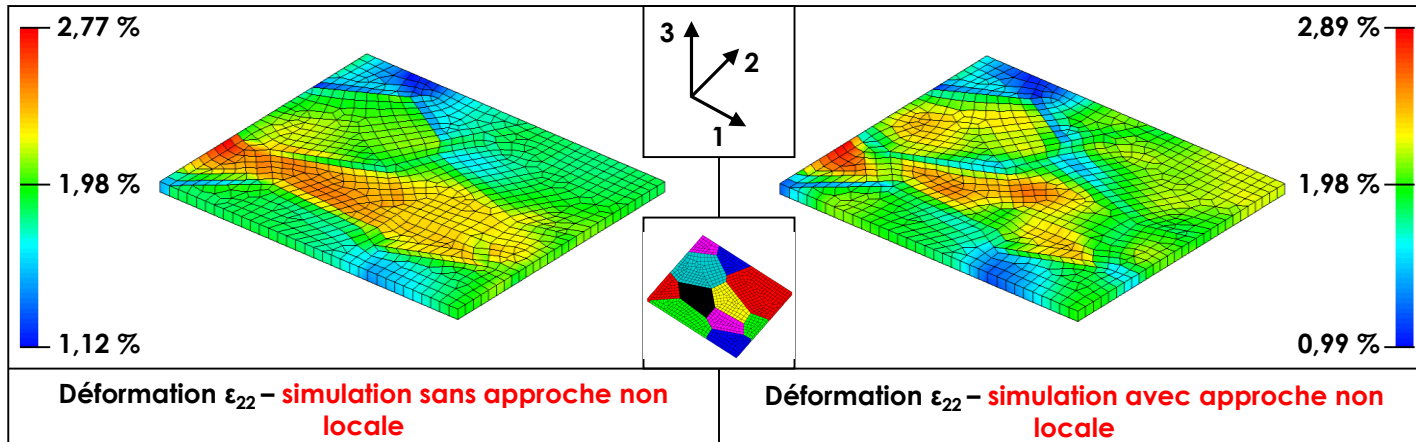 2,77 %
1,98 %
1,12 %
3
2
1
2,89 %
1,98 %
0,99 %
Déformation ε22 – simulation sans approche non
locale
Déformation ε22 – simulation avec approche non
locale